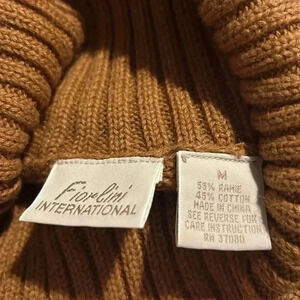 Fiorlini
INTERNATIONAL
M
55% RAMIE
45% COTTON
MADE IN CHINA
SEE REVERSE FOR
CARE INSTRUCTION
RN 37080